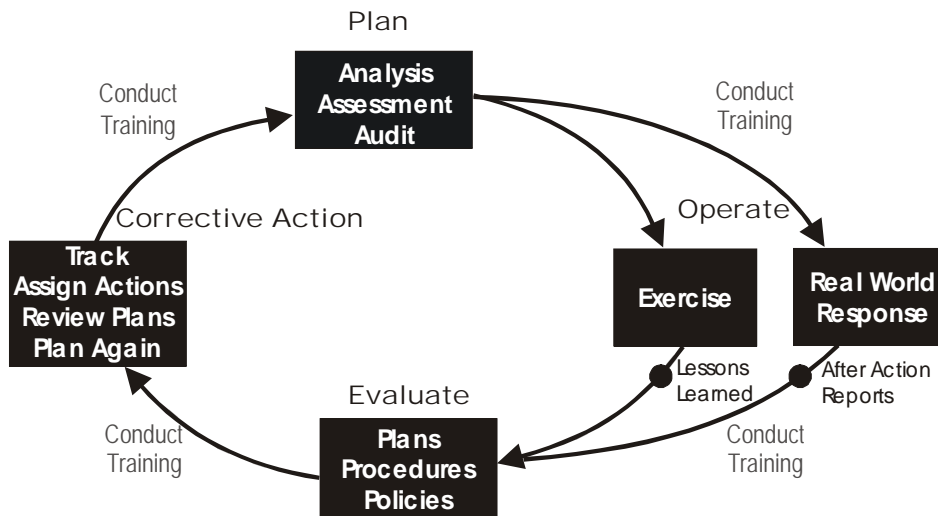 Plan
Analysis
Assessment
Audit
Conduct
Training
Conduct
Training
Corrective Action
Operate
Track
Assign Actions
Review Plans
Plan Again
Exercise
Real World
Response
Lessons
Learned
After Action
Reports
Evaluate
Plans
Procedures
Policies
Conduct
Training
Conduct
Training